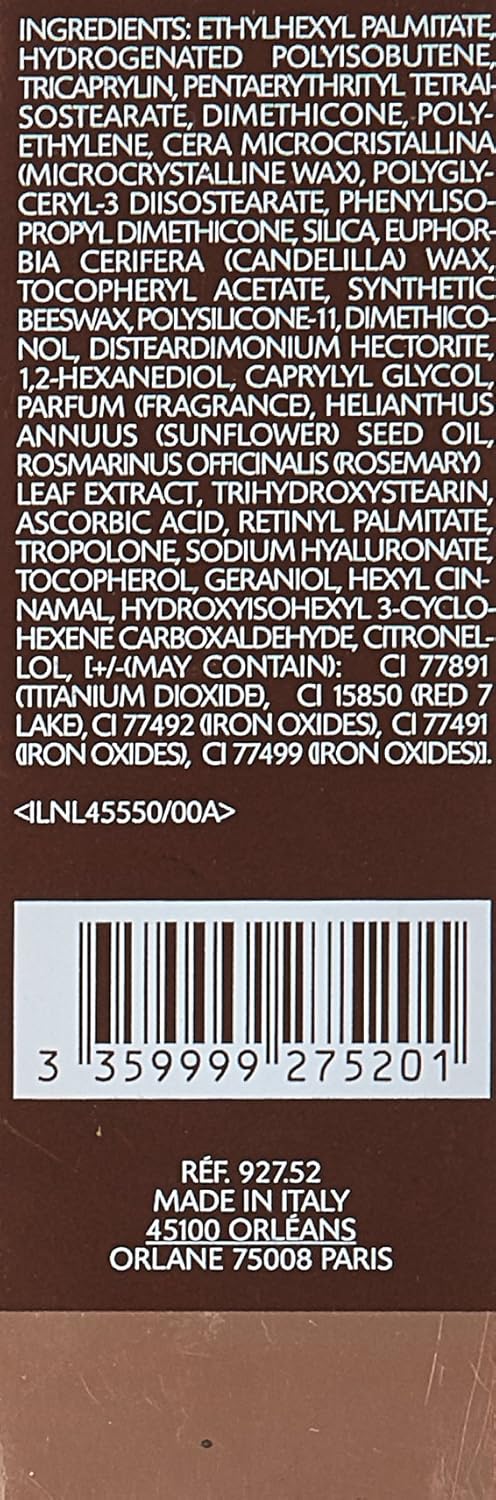 INGREDIENTS: ETHYLHEXYL PALMITATE,
HYDROGENATED POLYISOBUTENE,
TRICAPRYLIN, PENTAERYTHRITYL TETRAI-
SOSTEARATE, DIMETHICONE, POLY-
ETHYLENE, CERA MICROCRISTALLINA
(MICROCRYSTALLINE WAX), POLYGLY-
CERYL-3 DIISOSTEARATE, PHENYLISO-
PROPYL DIMETHICONE, SILICA, EUPHOR-
BIA CERIFERA (CANDELILLA) WAX,
TOCOPHERYL ACETATE, SYNTHETIC
BEESWAX, POLYSILICONE-11, DIMETHICO-
NOL, DISTEARDIMONIUM HECTORITE,
1,2-HEXANEDIOL, CAPRYLYL GLYCOL,
PARFUM (FRAGRANCE), HELIANTHUS
ANNUUS (SUNFLOWER) SEED OIL,
ROSMARINUS OFFICINALIS (ROSEMARY)
LEAF EXTRACT, TRIHYDROXYSTEARIN,
ASCORBIC ACID, RETINYL PALMITATE,
TROPOLONE, SODIUM HYALURONATE,
TOCOPHEROL, GERANIOL, HEXYL CIN-
NAMAL, HYDROXYISOHEXYL 3-CYCLO-
HEXENE CARBOXALDEHYDE, CITRONEL-
LOL, [+/-(MAY CONTAIN): CI 77891
(TITANIUM DIOXIDE), CI 15850 (RED 7
LAKE), CI 77492 (IRON OXIDES), CI 77491
(IRON OXIDES), CI 77499 (IRON OXIDES)].
<ILNL45550/00A>
3 359999 275201
RÉF. 927.52
MADE IN ITALY
45100 ORLÉANS
ORLANE 75008 PARIS